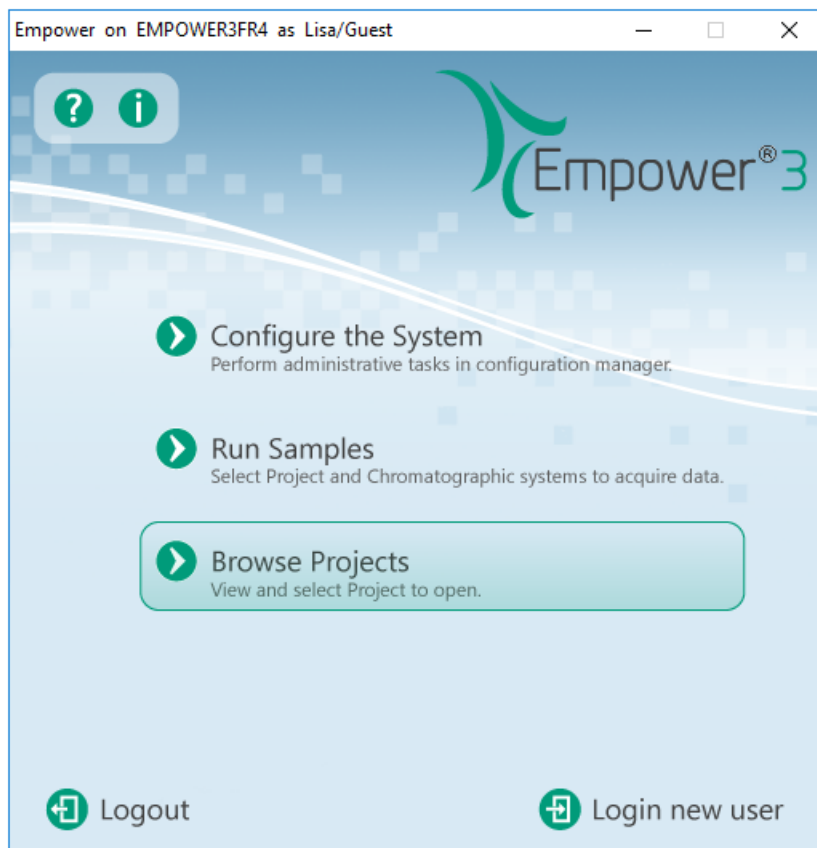 Empower on EMPOWER3FR4 as Lisa/Guest
? i
Empower®3
Configure the System
Perform administrative tasks in configuration manager.
Run Samples
Select Project and Chromatographic systems to acquire data.
Browse Projects
View and select Project to open.
Logout
Login new user